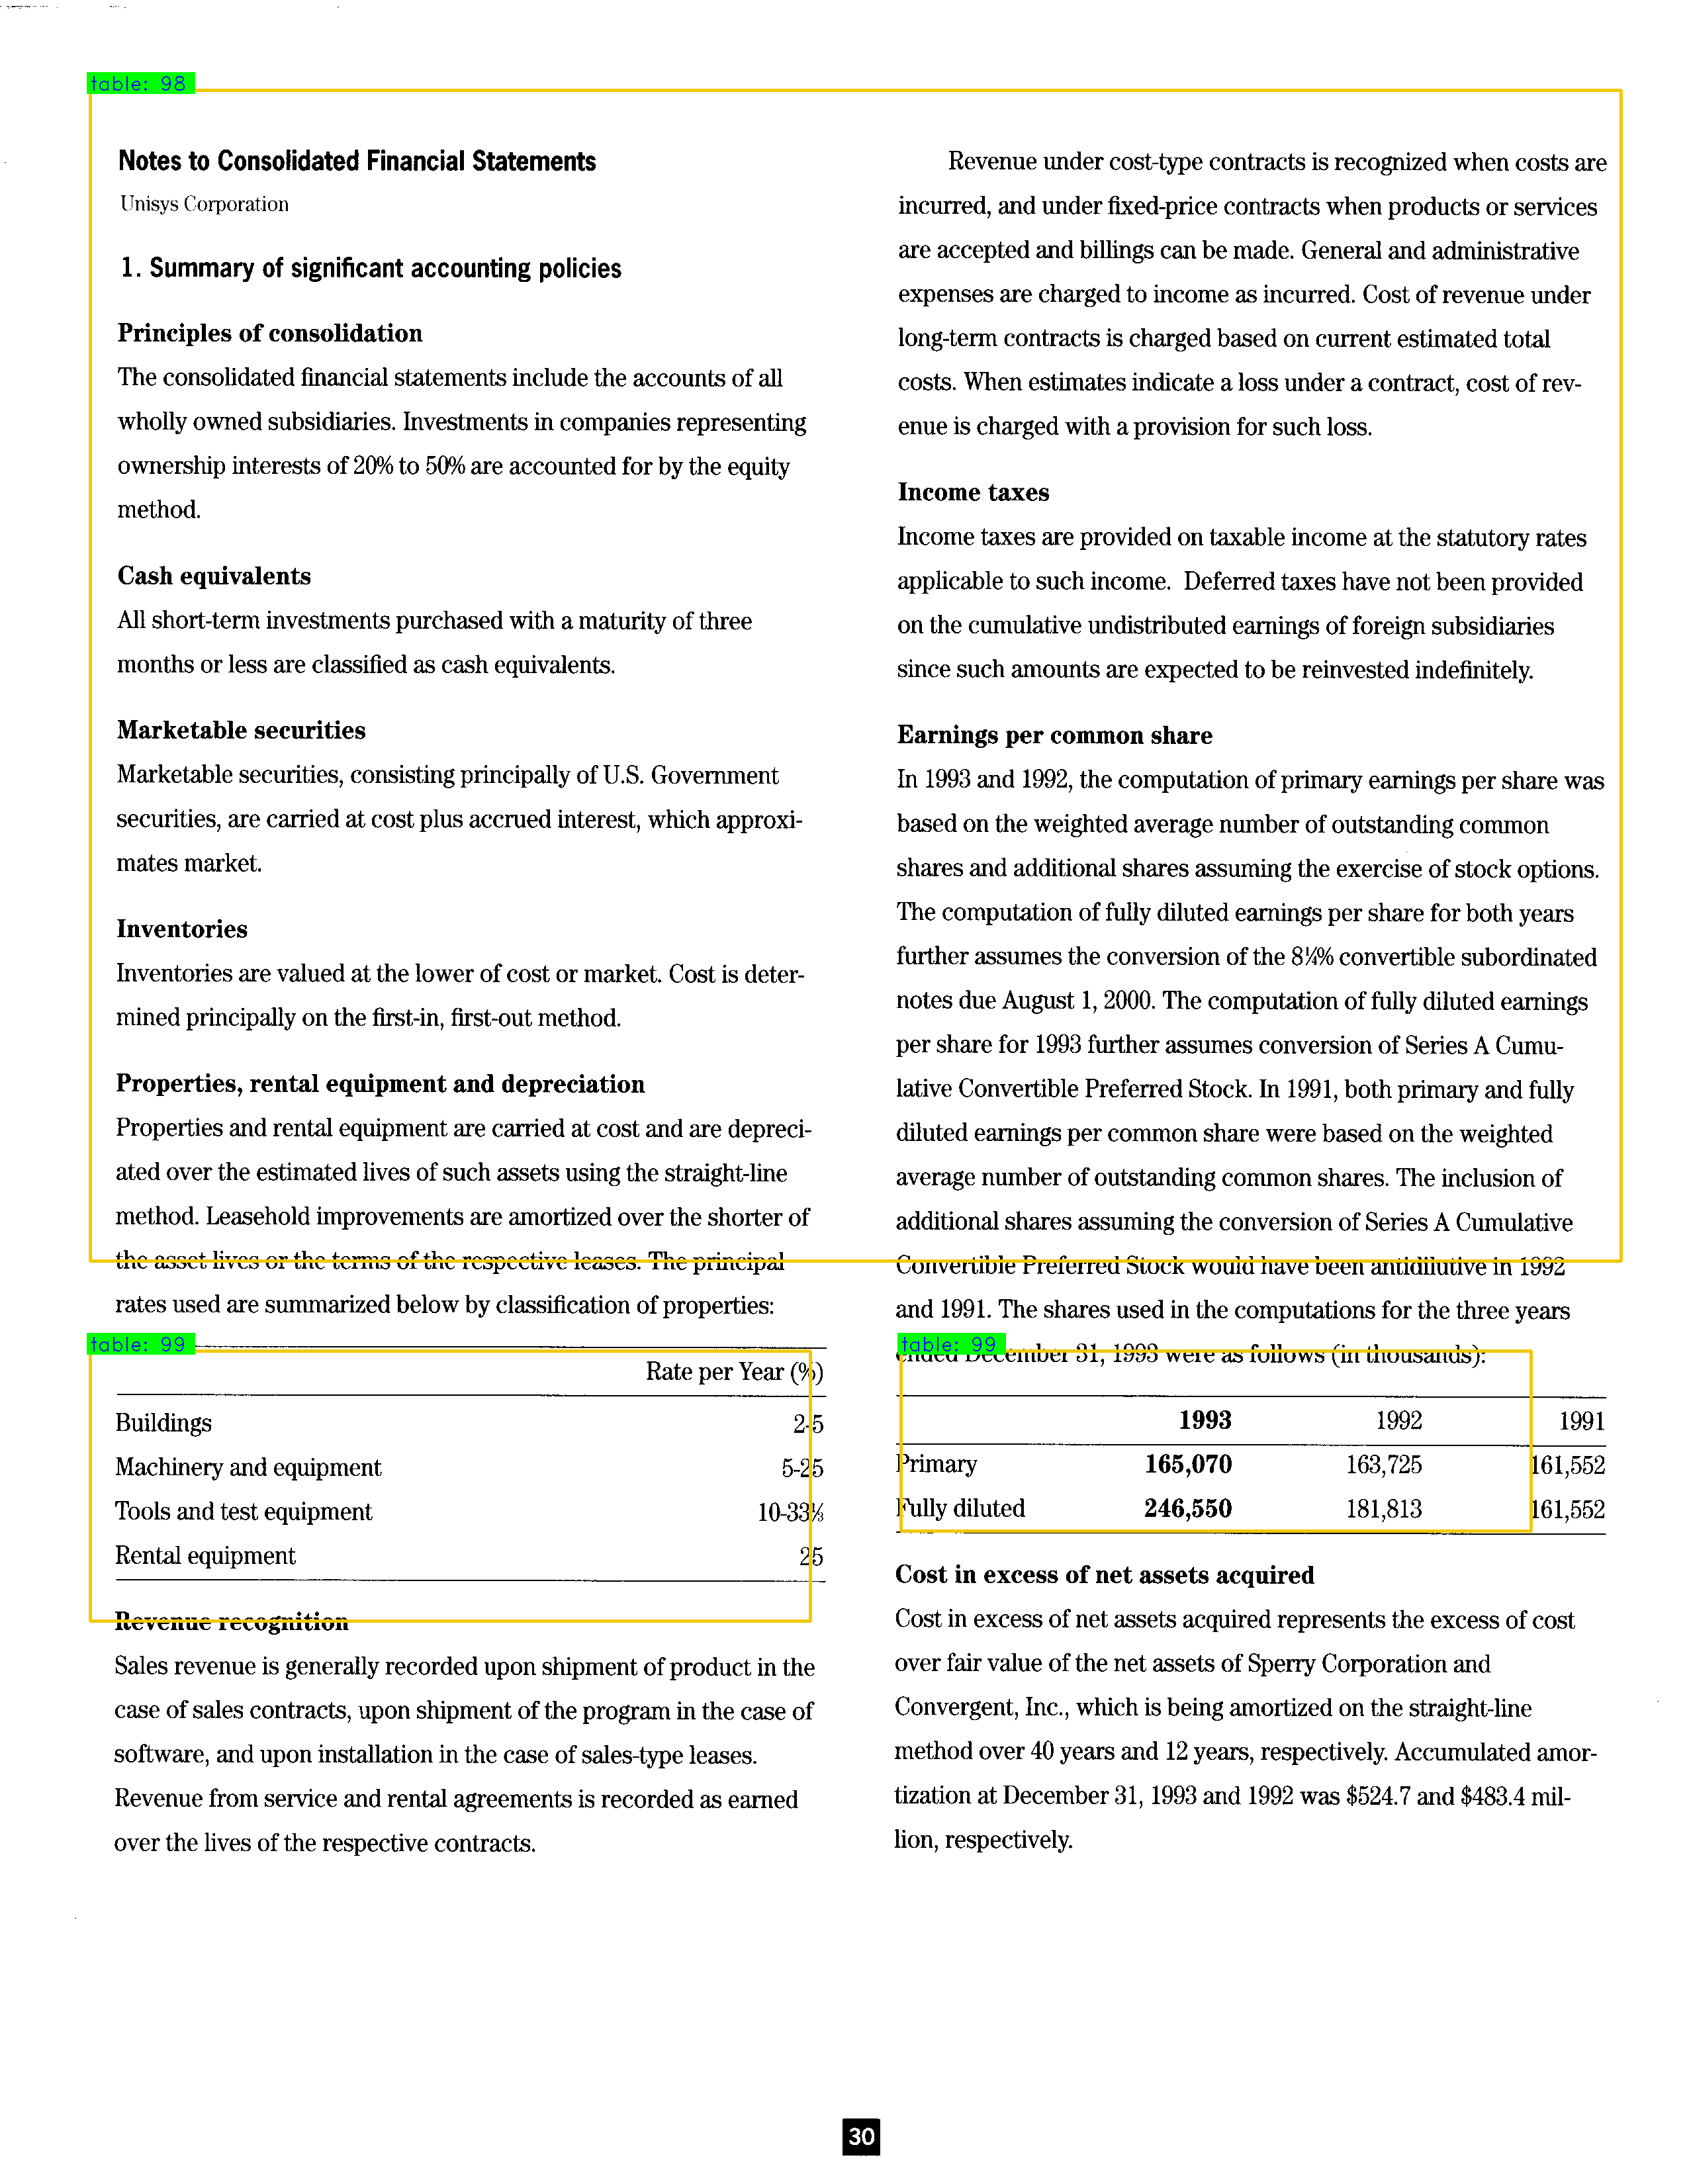 table: 98
Notes to Consolidated Financial Statements
Unisys Corporation
1. Summary of significant accounting policies
Principles of consolidation
The consolidated financial statements include the accounts of all
wholly owned subsidiaries. Investments in companies representing
ownership interests of 20% to 50% are accounted for by the equity
method.
Cash equivalents
All short-term investments purchased with a maturity of three
months or less are classified as cash equivalents.
Marketable securities
Marketable securities, consisting principally of U.S. Government
securities, are carried at cost plus accrued interest, which approxi-
mates market.
Inventories
Inventories are valued at the lower of cost or market. Cost is deter-
mined principally on the first-in, first-out method.
Properties, rental equipment and depreciation
Properties and rental equipment are carried at cost and are depreci-
ated over the estimated lives of such assets using the straight-line
method. Leasehold improvements are amortized over the shorter of
the asset lives or the terms of the respective leases. The principal
rates used are summarized below by classification of properties:
table: 99
Rate per Year (%)
Buildings 2-5
Machinery and equipment 5-25
Tools and test equipment 10-33⅓
Rental equipment 25
Revenue recognition
Sales revenue is generally recorded upon shipment of product in the
case of sales contracts, upon shipment of the program in the case of
software, and upon installation in the case of sales-type leases.
Revenue from service and rental agreements is recorded as earned
over the lives of the respective contracts.
Revenue under cost-type contracts is recognized when costs are
incurred, and under fixed-price contracts when products or services
are accepted and billings can be made. General and administrative
expenses are charged to income as incurred. Cost of revenue under
long-term contracts is charged based on current estimated total
costs. When estimates indicate a loss under a contract, cost of rev-
enue is charged with a provision for such loss.
Income taxes
Income taxes are provided on taxable income at the statutory rates
applicable to such income. Deferred taxes have not been provided
on the cumulative undistributed earnings of foreign subsidiaries
since such amounts are expected to be reinvested indefinitely.
Earnings per common share
In 1993 and 1992, the computation of primary earnings per share was
based on the weighted average number of outstanding common
shares and additional shares assuming the exercise of stock options.
The computation of fully diluted earnings per share for both years
further assumes the conversion of the 8¼% convertible subordinated
notes due August 1, 2000. The computation of fully diluted earnings
per share for 1993 further assumes conversion of Series A Cumu-
lative Convertible Preferred Stock. In 1991, both primary and fully
diluted earnings per common share were based on the weighted
average number of outstanding common shares. The inclusion of
additional shares assuming the conversion of Series A Cumulative
Convertible Preferred Stock would have been antidilutive in 1992
and 1991. The shares used in the computations for the three years
table: 99
ended December 31, 1993 were as follows (in thousands):
1993 1992 1991
Primary 165,070 163,725 161,552
Fully diluted 246,550 181,813 161,552
Cost in excess of net assets acquired
Cost in excess of net assets acquired represents the excess of cost
over fair value of the net assets of Sperry Corporation and
Convergent, Inc., which is being amortized on the straight-line
method over 40 years and 12 years, respectively. Accumulated amor-
tization at December 31, 1993 and 1992 was $524.7 and $483.4 mil-
lion, respectively.
30